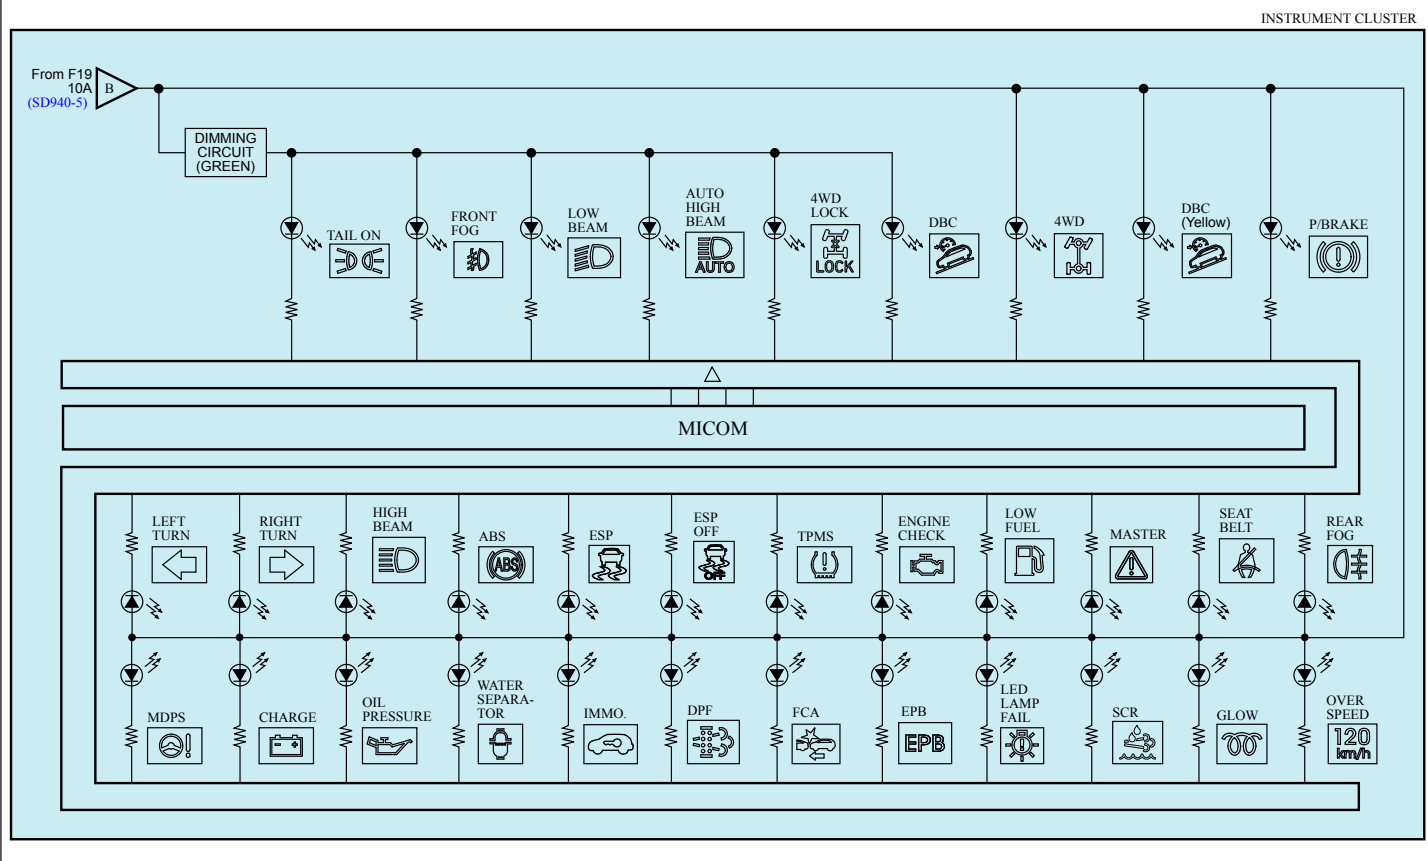 INSTRUMENT CLUSTER
From F19
10A
(SD940-5)
B
DIMMING
CIRCUIT
(GREEN)
TAIL ON
FRONT
FOG
LOW
BEAM
AUTO
HIGH
BEAM
AUTO
4WD
LOCK
LOCK
DBC
4WD
DBC
(Yellow)
P/BRAKE
MICOM
LEFT
TURN
RIGHT
TURN
HIGH
BEAM
ABS
ABS
ESP
ESP
OFF
OFF
TPMS
ENGINE
CHECK
LOW
FUEL
MASTER
SEAT
BELT
REAR
FOG
MDPS
CHARGE
OIL
PRESSURE
WATER
SEPARA-
TOR
IMMO.
DPF
FCA
EPB
EPB
LED
LAMP
FAIL
SCR
GLOW
OVER
SPEED
120
km/h